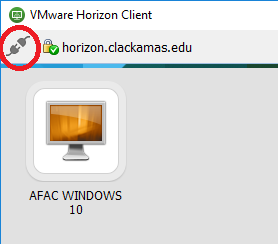 VMware Horizon Client
horizon.clackamas.edu
AFAC WINDOWS
10